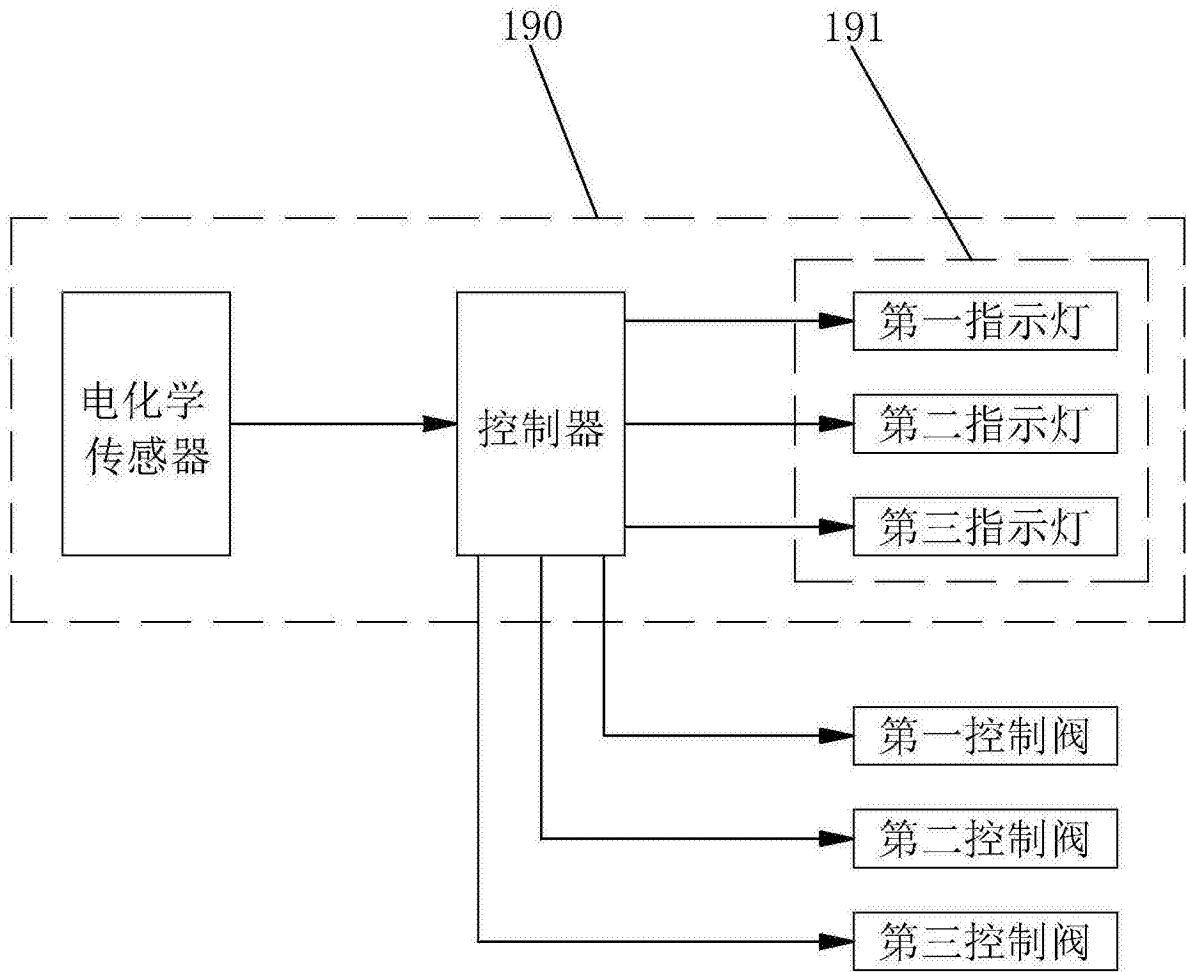 190
191
电化学
传感器
控制器
第一指示灯
第二指示灯
第三指示灯
第一控制阀
第二控制阀
第三控制阀